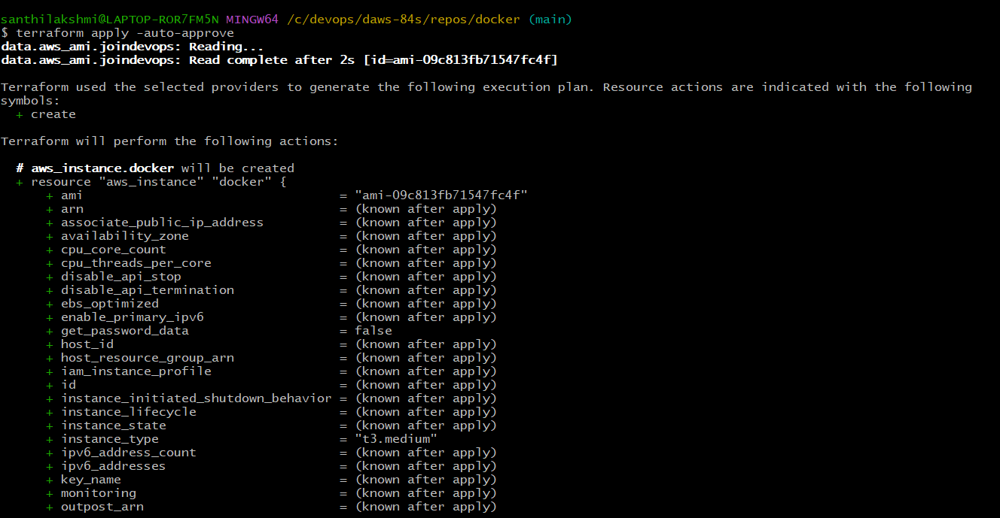 santhilakshmi@LAPTOP-ROR7FM5N MINGW64 /c/devops/daws-84s/repos/docker (main)
$ terraform apply -auto-approve
data.aws_ami.joindevops: Reading...
data.aws_ami.joindevops: Read complete after 2s [id=ami-09c813fb71547fc4f]
Terraform used the selected providers to generate the following execution plan. Resource actions are indicated with the following
symbols:
+ create
Terraform will perform the following actions:
# aws_instance.docker will be created
+ resource "aws_instance" "docker" {
+ ami = "ami-09c813fb71547fc4f"
+ arn = (known after apply)
+ associate_public_ip_address = (known after apply)
+ availability_zone = (known after apply)
+ cpu_core_count = (known after apply)
+ cpu_threads_per_core = (known after apply)
+ disable_api_stop = (known after apply)
+ disable_api_termination = (known after apply)
+ ebs_optimized = (known after apply)
+ enable_primary_ipv6 = (known after apply)
+ get_password_data = false
+ host_id = (known after apply)
+ host_resource_group_arn = (known after apply)
+ iam_instance_profile = (known after apply)
+ id = (known after apply)
+ instance_initiated_shutdown_behavior = (known after apply)
+ instance_lifecycle = (known after apply)
+ instance_state = (known after apply)
+ instance_type = "t3.medium"
+ ipv6_address_count = (known after apply)
+ ipv6_addresses = (known after apply)
+ key_name = (known after apply)
+ monitoring = (known after apply)
+ outpost_arn = (known after apply)